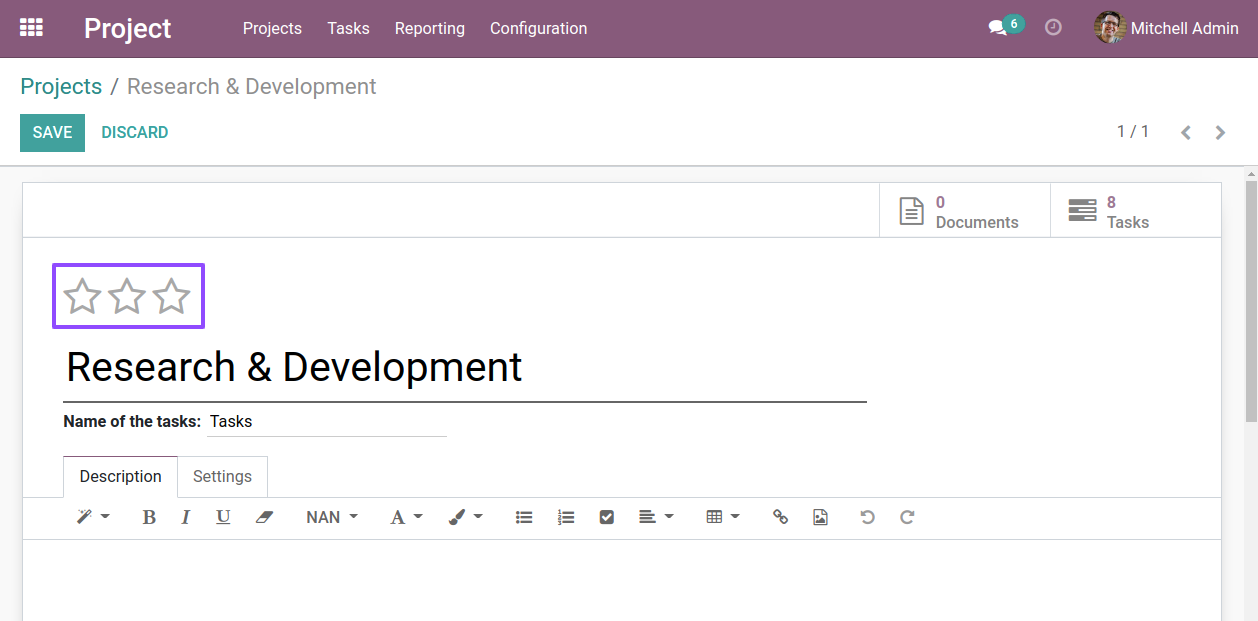 Project Projects Tasks Reporting Configuration 6 Mitchell Admin
Projects / Research & Development
SAVE DISCARD 1 / 1
0
Documents
8
Tasks
Research & Development
Name of the tasks: Tasks
Description Settings
B I U NAN A